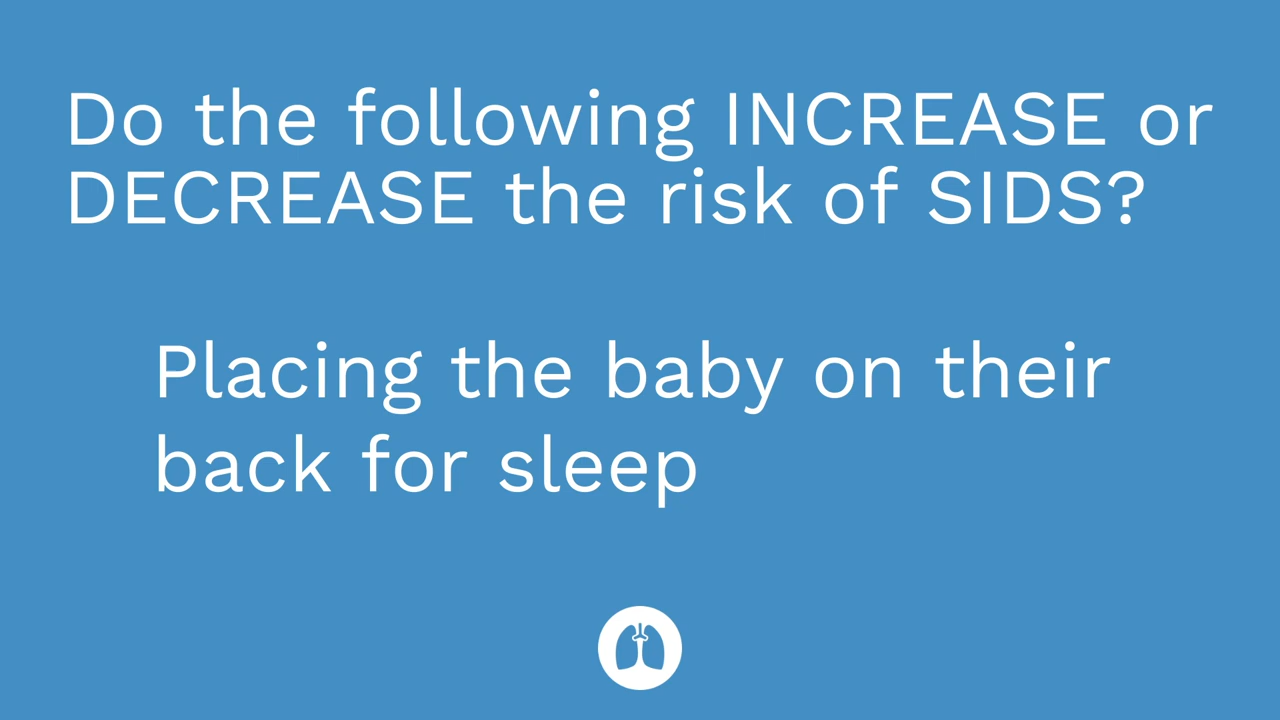 Do the following INCREASE or
DECREASE the risk of SIDS?
Placing the baby on their
back for sleep